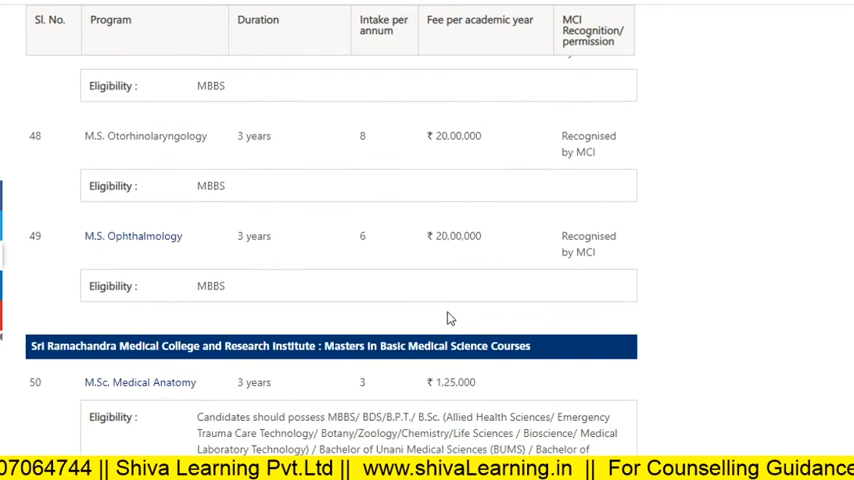 Sl. No. Program Duration Intake per annum Fee per academic year MCI Recognition/ permission
Eligibility : MBBS
48 M.S. Otorhinolaryngology 3 years 8 ₹ 20,00,000 Recognised by MCI
Eligibility : MBBS
49 M.S. Ophthalmology 3 years 6 ₹ 20,00,000 Recognised by MCI
Eligibility : MBBS
Sri Ramachandra Medical College and Research Institute : Masters in Basic Medical Science Courses
50 M.Sc. Medical Anatomy 3 years 3 ₹ 1,25,000
Eligibility : Candidates should possess MBBS/ BDS/B.P.T./ B.Sc. (Allied Health Sciences/ Emergency
Trauma Care Technology/ Botany/Zoology/Chemistry/Life Sciences / Bioscience/ Medical
Laboratory Technology) / Bachelor of Unani Medical Sciences (BUMS) / Bachelor of
07064744 || Shiva Learning Pvt.Ltd || www.shivaLearning.in || For Counselling Guidance